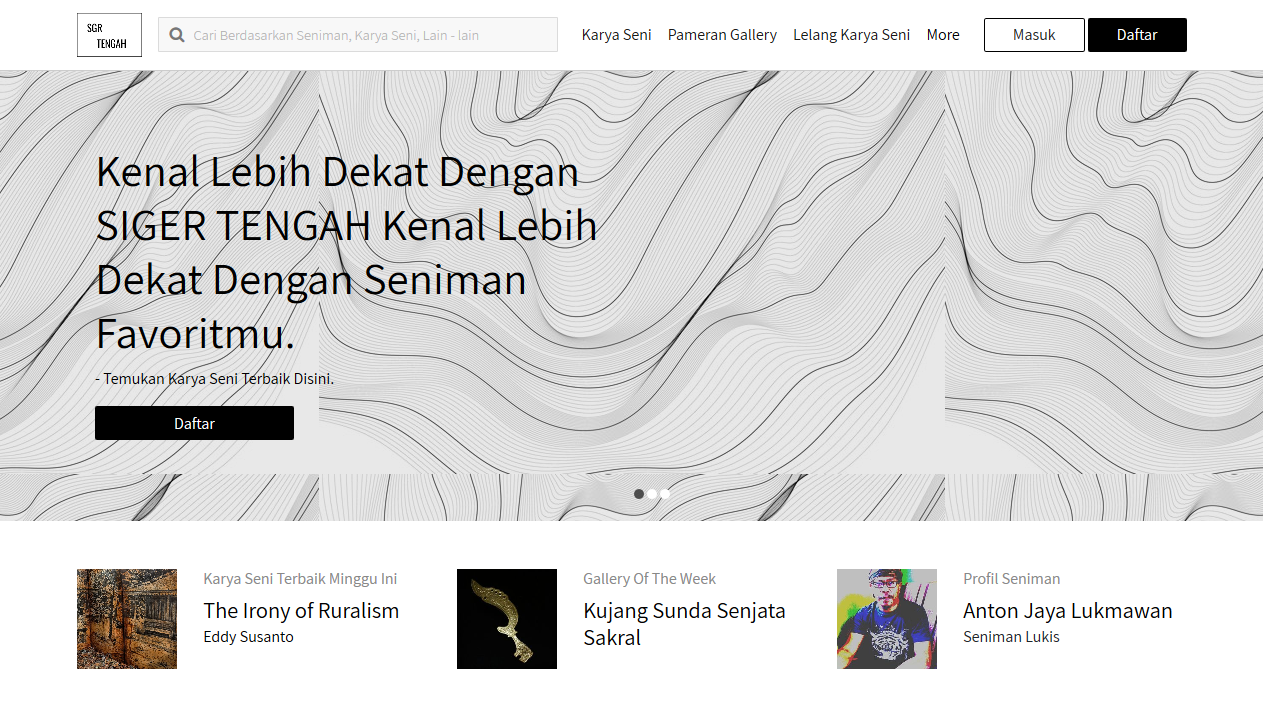 SGR
TENGAH
Cari Berdasarkan Seniman, Karya Seni, Lain - lain
Karya Seni
Pameran Gallery
Lelang Karya Seni
More
Masuk
Daftar
Kenal Lebih Dekat Dengan
SIGER TENGAH Kenal Lebih
Dekat Dengan Seniman
Favoritmu.
- Temukan Karya Seni Terbaik Disini.
Daftar
Karya Seni Terbaik Minggu Ini
The Irony of Ruralism
Eddy Susanto
Gallery Of The Week
Kujang Sunda Senjata
Sakral
Profil Seniman
Anton Jaya Lukmawan
Seniman Lukis